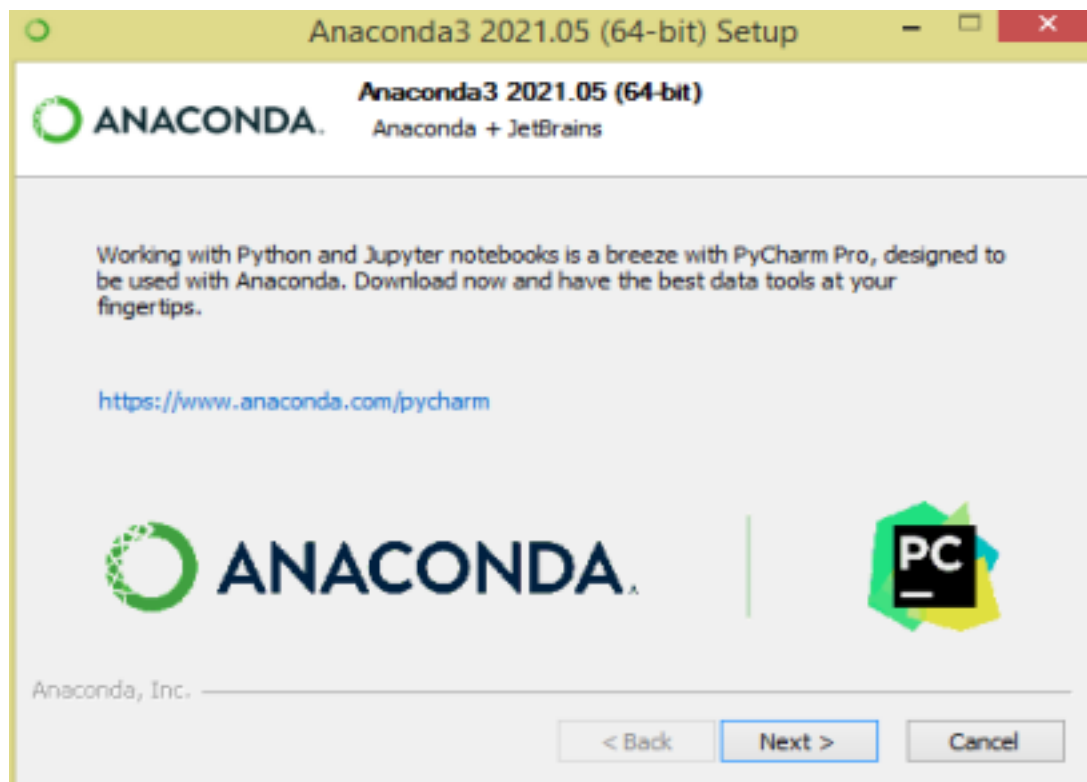 Anaconda3 2021.05 (64-bit) Setup
ANACONDA.
Anaconda3 2021.05 (64-bit)
Anaconda + JetBrains
Working with Python and Jupyter notebooks is a breeze with PyCharm Pro, designed to
be used with Anaconda. Download now and have the best data tools at your
fingertips.
https://www.anaconda.com/pycharm
ANACONDA.
PC
Anaconda, Inc.
< Back
Next >
Cancel